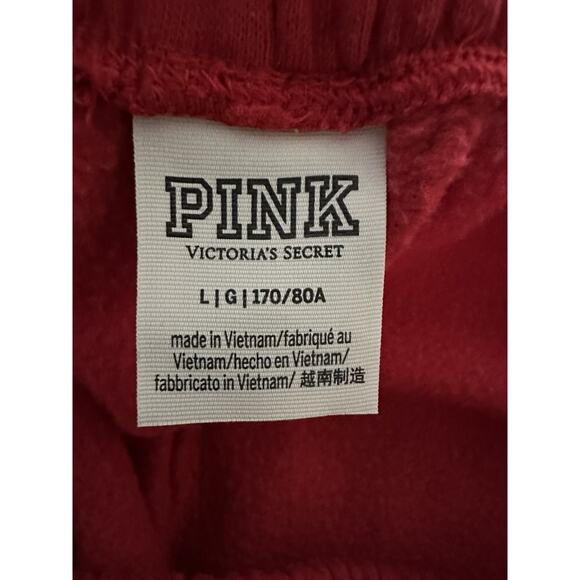 PINK
VICTORIA'S SECRET
L | G | 170/80A
made in Vietnam/fabriqué au
Vietnam/hecho en Vietnam/
fabbricato in Vietnam/ 越南制造